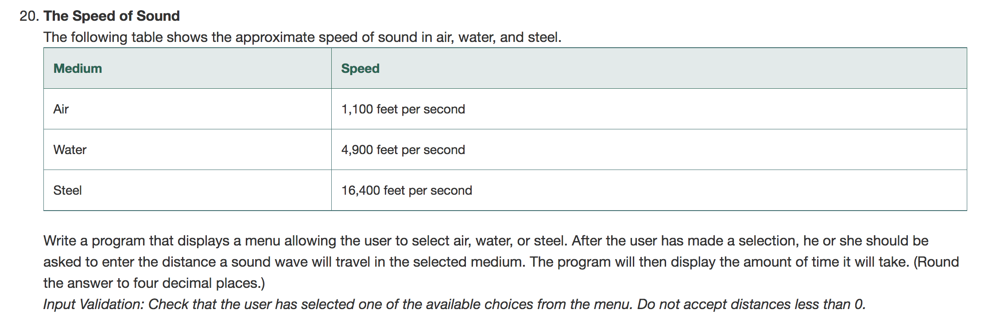 20. The Speed of Sound
The following table shows the approximate speed of sound in air, water, and steel.
Medium Speed
Air 1,100 feet per second
Water 4,900 feet per second
Steel 16,400 feet per second
Write a program that displays a menu allowing the user to select air, water, or steel. After the user has made a selection, he or she should be
asked to enter the distance a sound wave will travel in the selected medium. The program will then display the amount of time it will take. (Round
the answer to four decimal places.)
Input Validation: Check that the user has selected one of the available choices from the menu. Do not accept distances less than 0.